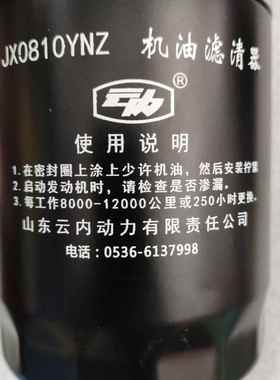 JX0810YNZ 机油滤清器
云内
®
使用说明
1. 在密封圈上涂上少许机油，然后安装拧紧
2. 启动发动机时，请检查是否渗漏。
3. 每工作8000-12000公里或250小时更换。
山东云内动力有限责任公司
电话：0536-6137998